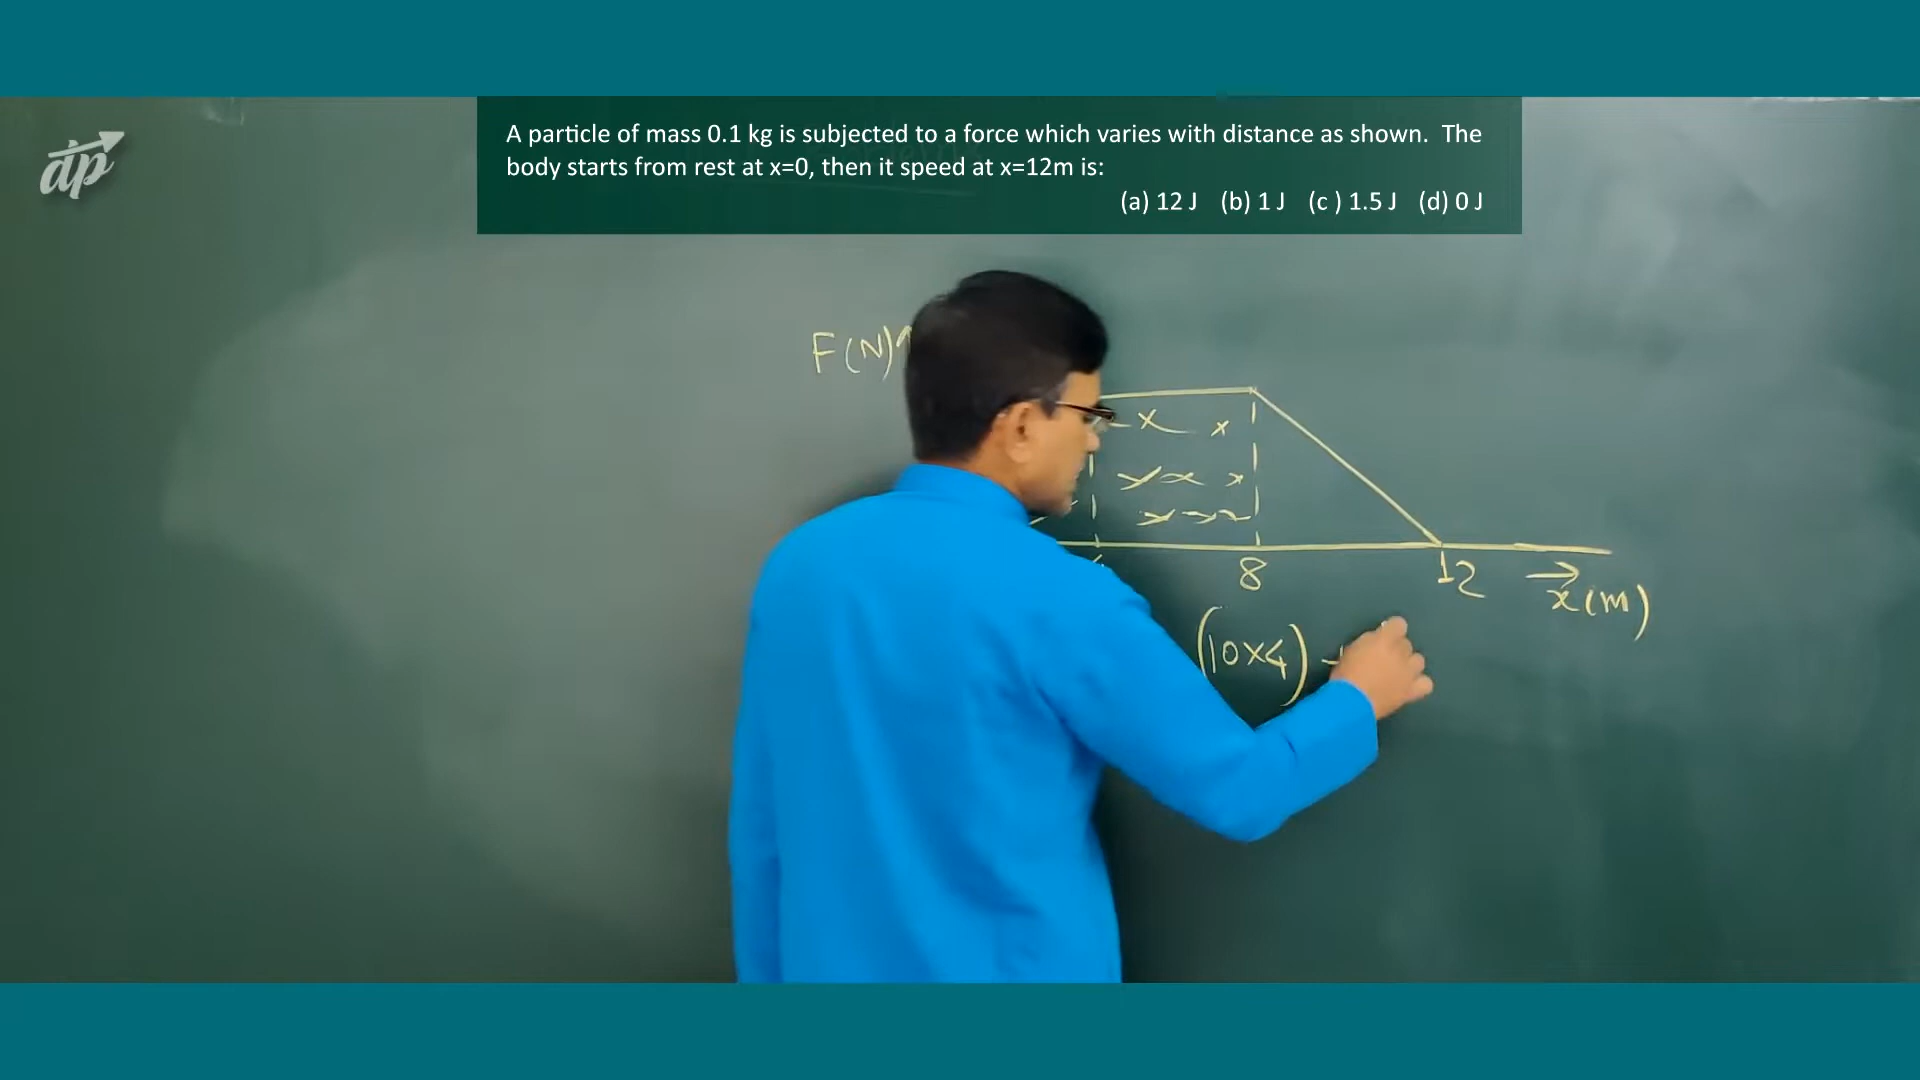 dp
A particle of mass 0.1 kg is subjected to a force which varies with distance as shown. The
body starts from rest at x=0, then it speed at x=12m is:
(a) 12 J (b) 1 J (c ) 1.5 J (d) 0 J
F(N)
8
12
x(m)
(10×4)